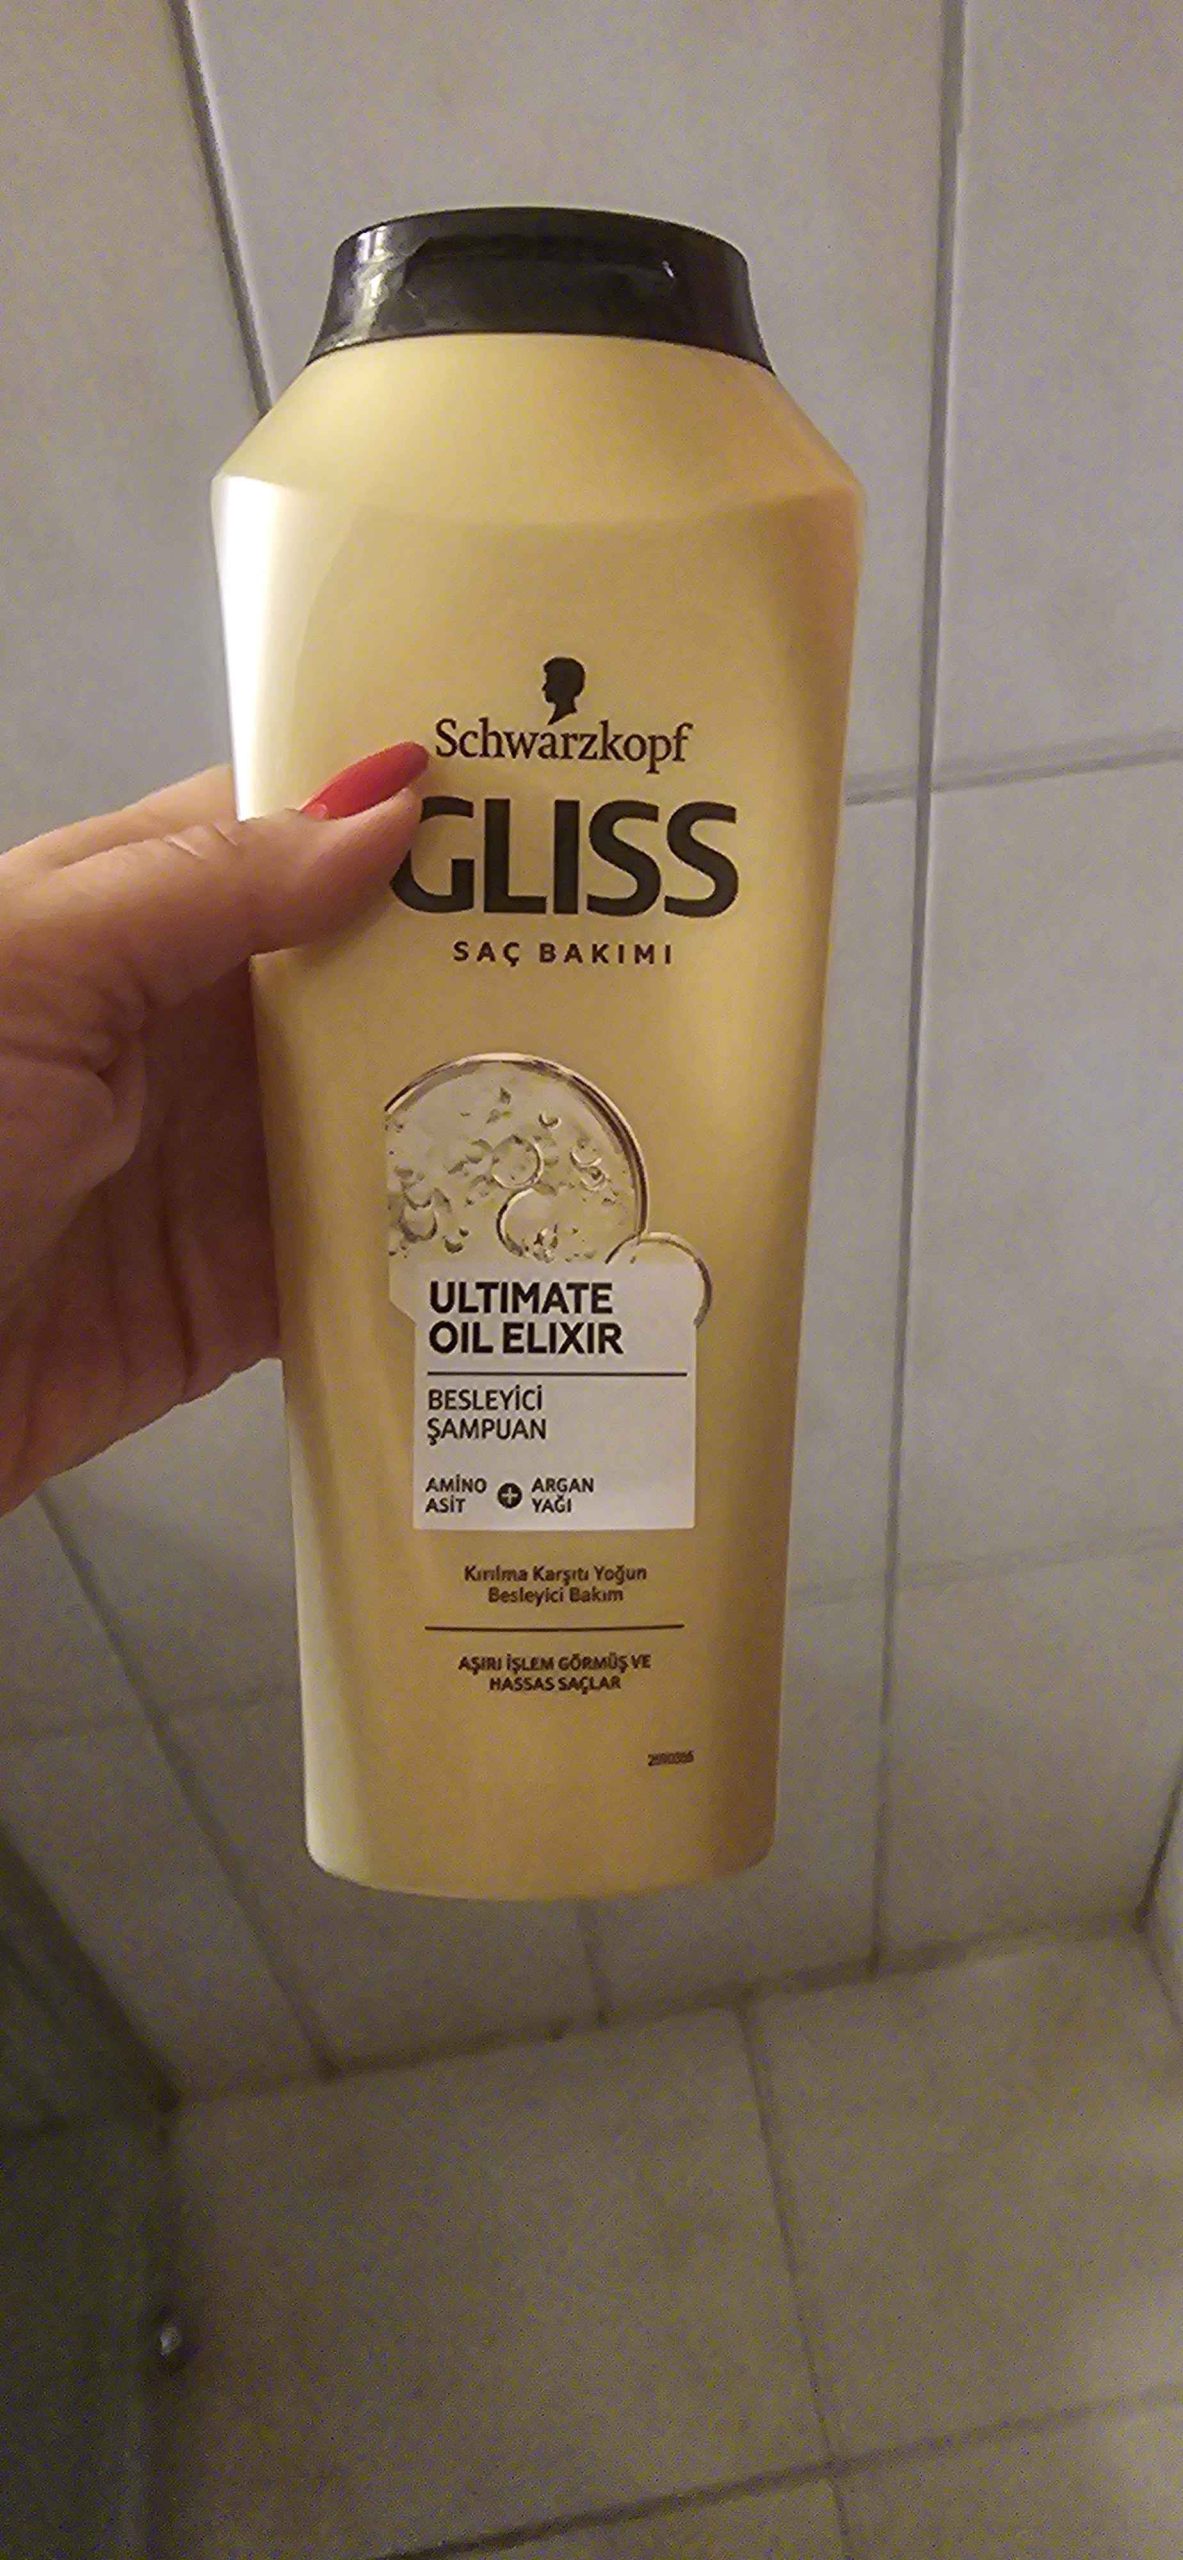 Schwarzkopf
GLISS
SAÇ BAKIMI
ULTIMATE
OIL ELIXIR
BESLEYİCİ
ŞAMPUAN
AMİNO
ASİT
ARGAN
YAĞI
Kırılma Karşıtı Yoğun
Besleyici Bakım
AŞIRI İŞLEM GÖRMÜŞ VE
HASSAS SAÇLAR